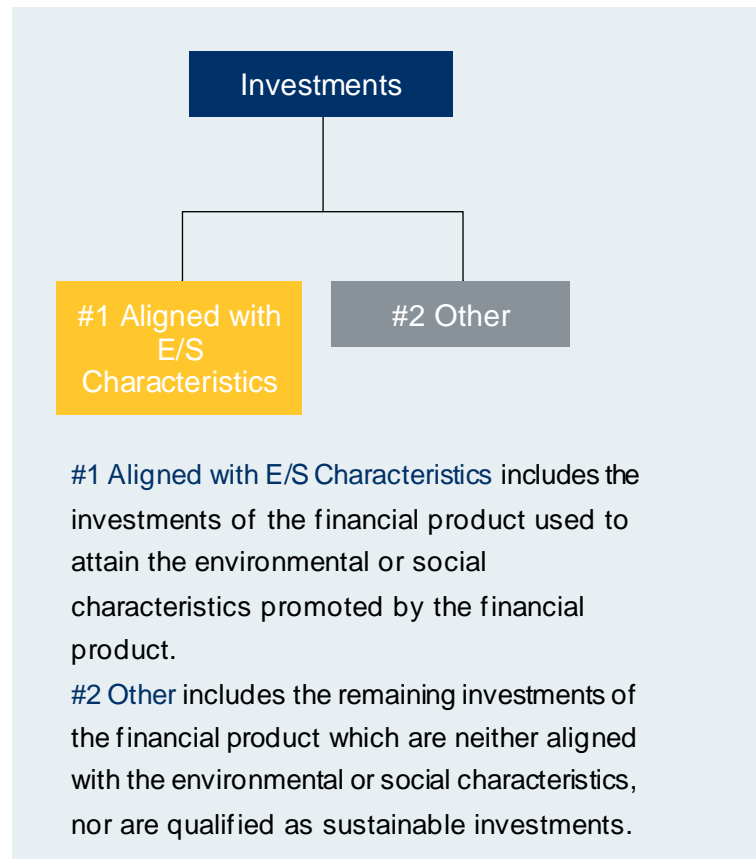 Investments
#1 Aligned with
E/S
Characteristics
#2 Other
#1 Aligned with E/S Characteristics includes the
investments of the financial product used to
attain the environmental or social
characteristics promoted by the financial
product.
#2 Other includes the remaining investments of
the financial product which are neither aligned
with the environmental or social characteristics,
nor are qualified as sustainable investments.